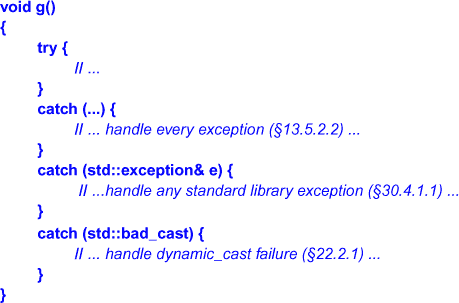 void g()
{
try {
// ...
}
catch (...) {
// ... handle every exception (§13.5.2.2) ...
}
catch (std::exception& e) {
// ...handle any standard library exception (§30.4.1.1) ...
}
catch (std::bad_cast) {
// ... handle dynamic_cast failure (§22.2.1) ...
}
}